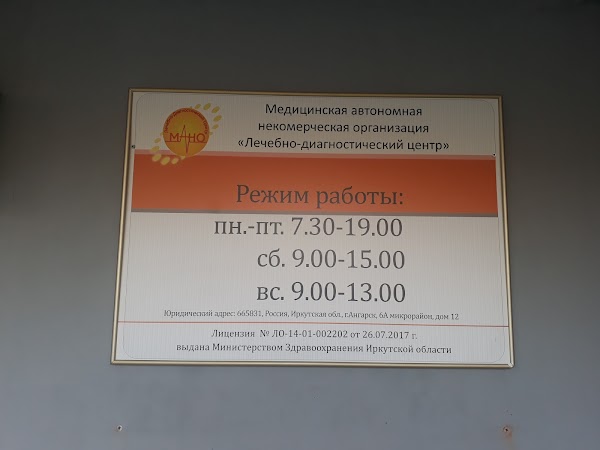 МАНО
Медицинская автономная
некомерческая организация
«Лечебно-диагностический центр»
Режим работы:
пн.-пт. 7.30-19.00
сб. 9.00-15.00
вс. 9.00-13.00
Юридический адрес: 665831, Россия, Иркутская обл., г.Ангарск, 6А микрорайон, дом 12
Лицензия № ЛО-14-01-002202 от 26.07.2017 г.
выдана Министерством Здравоохранения Иркутской области